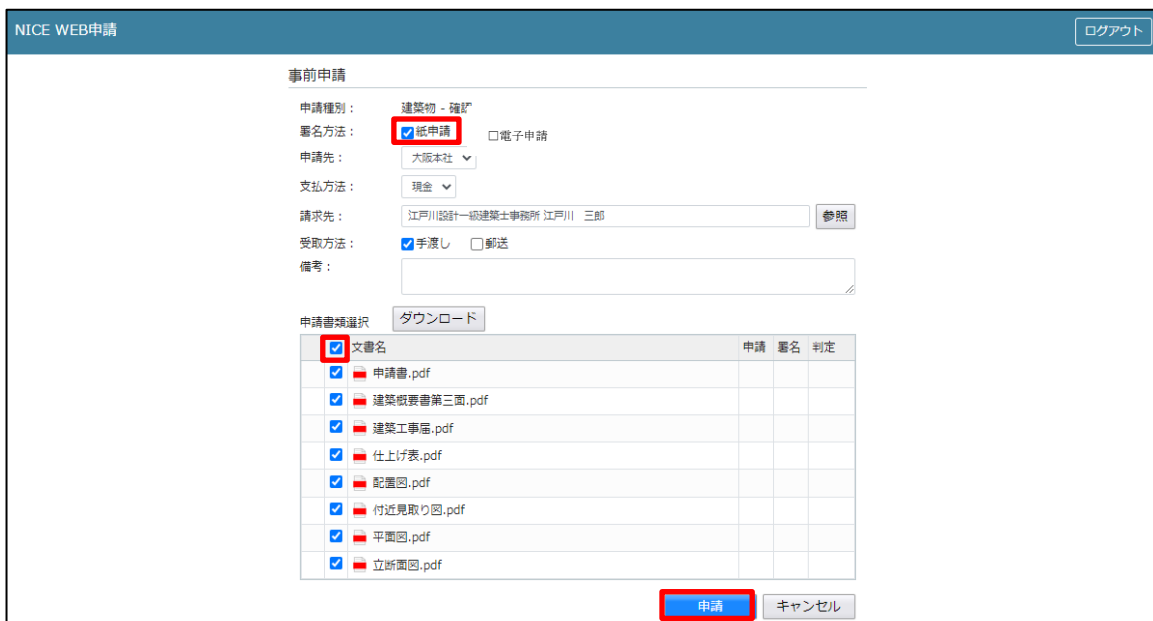 NICE WEB申請 ログアウト
事前申請
申請種別： 建築物 - 確認
署名方法： 紙申請 電子申請
申請先： 大阪本社
支払方法： 現金
請求先： 江戸川設計一級建築士事務所 江戸川 三郎 参照
受取方法： 手渡し 郵送
備考：
申請書類選択 ダウンロード
文書名 申請 署名 判定
申請書.pdf
建築概要書第三面.pdf
建築工事届.pdf
仕上げ表.pdf
配置図.pdf
付近見取り図.pdf
平面図.pdf
立断面図.pdf
申請 キャンセル